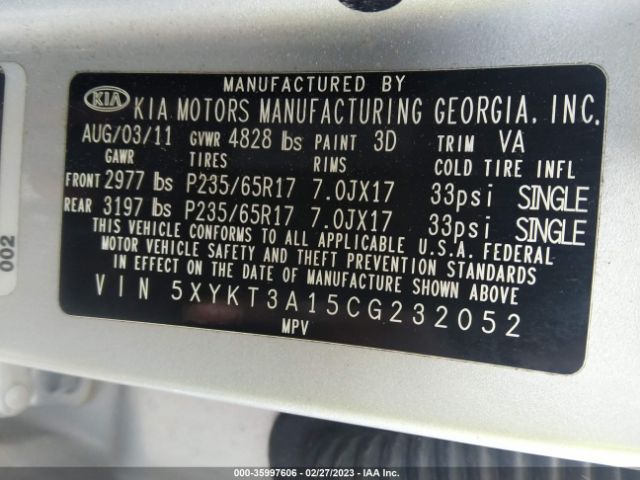 MANUFACTURED BY
KIA KIA MOTORS MANUFACTURING GEORGIA, INC.
AUG/03/11 GVWR 4828 lbs PAINT 3D TRIM VA
GAWR TIRES RIMS COLD TIRE INFL
FRONT 2977 lbs P235/65R17 7.0JX17 33psi SINGLE
REAR 3197 lbs P235/65R17 7.0JX17 33psi SINGLE
THIS VEHICLE CONFORMS TO ALL APPLICABLE U.S.A. FEDERAL
MOTOR VEHICLE SAFETY AND THEFT PREVENTION STANDARDS
IN EFFECT ON THE DATE OF MANUFACTURE SHOWN ABOVE
VIN 5XYKT3A15CG232052
MPV
002
000-35997606 - 02/27/2023 - IAA Inc.